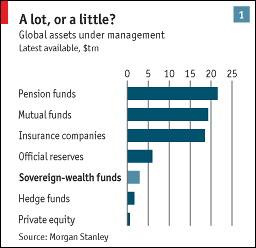 A lot, or a little?
1
Global assets under management
Latest available, $trn
0 5 10 15 20 25
Pension funds
Mutual funds
Insurance companies
Official reserves
Sovereign-wealth funds
Hedge funds
Private equity
Source: Morgan Stanley